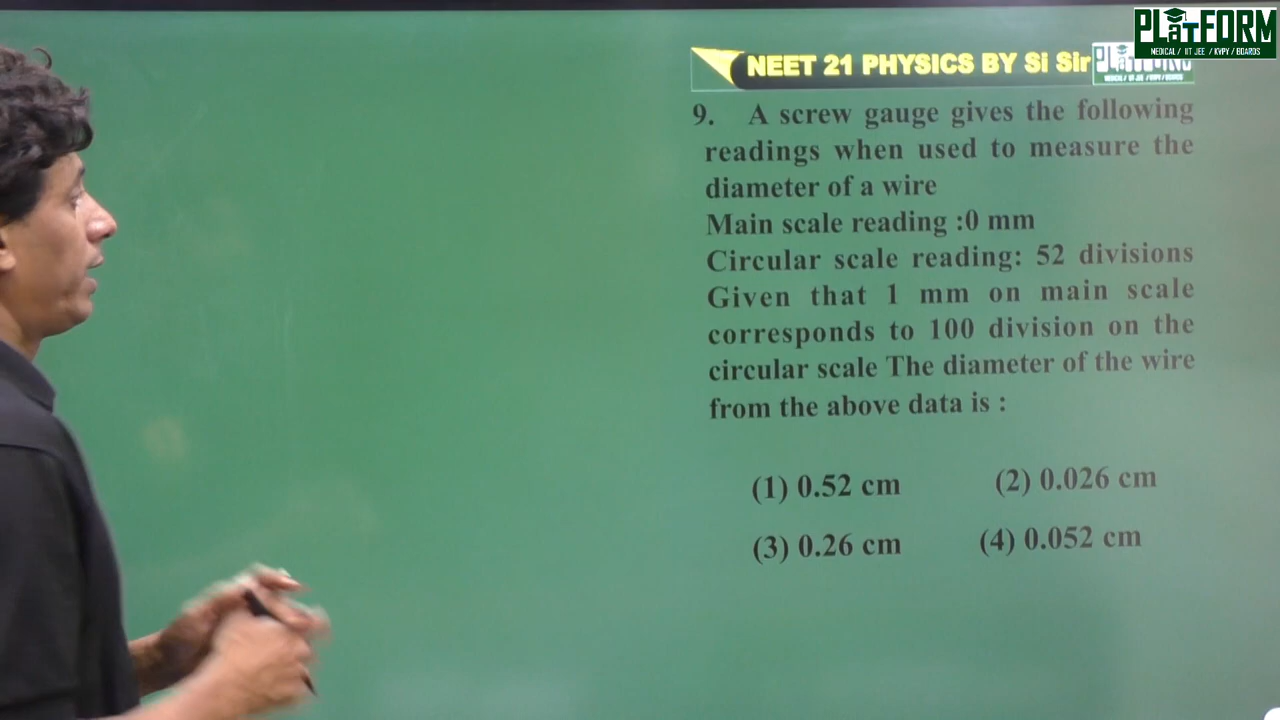 PLatFORM
MEDICAL / IIT JEE / KVPY / BOARDS
NEET 21 PHYSICS BY Si Sir
9. A screw gauge gives the following
readings when used to measure the
diameter of a wire
Main scale reading :0 mm
Circular scale reading: 52 divisions
Given that 1 mm on main scale
corresponds to 100 division on the
circular scale The diameter of the wire
from the above data is :
(1) 0.52 cm (2) 0.026 cm
(3) 0.26 cm (4) 0.052 cm